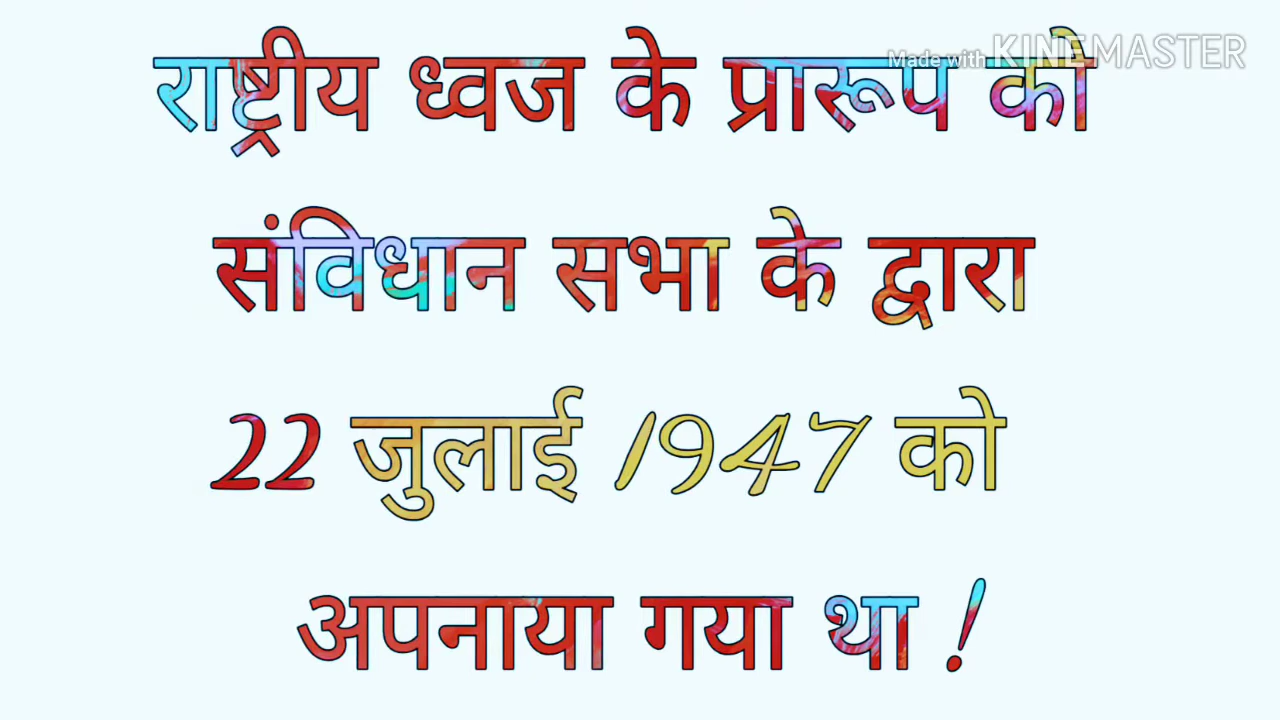 Made with KINEMASTER
राष्ट्रीय ध्वज के प्रारूप को
संविधान सभा के द्वारा
22 जुलाई 1947 को
अपनाया गया था !